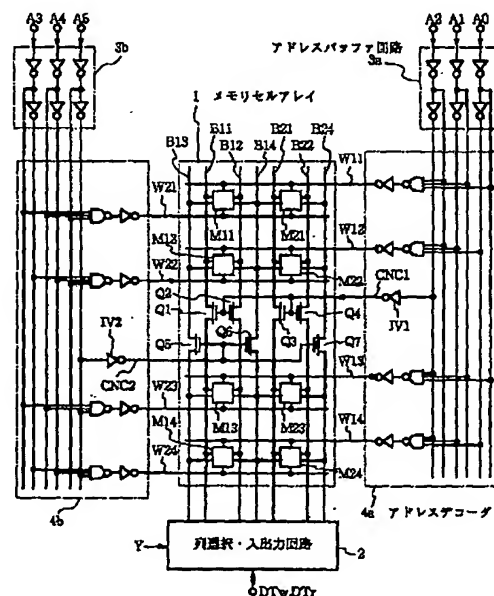 A3 A4 A5
A2 A1 A0
アドレスバッファ回路
3b
3a
1 メモリセルアレイ
B11 B21 B24
B13 B12 B14 B22
W11
W21
M11 M21
W12
M12
W22
M22
CNC1
Q2
Q1 Q4
IV1
Q6
IV2 Q5 Q3 Q7
W13
CNC2
W23
M13 M23
M14
W14
W24
M24
4b
4a アドレスデコーダ
Y
列選択・入出力回路
2
DTw,DTr